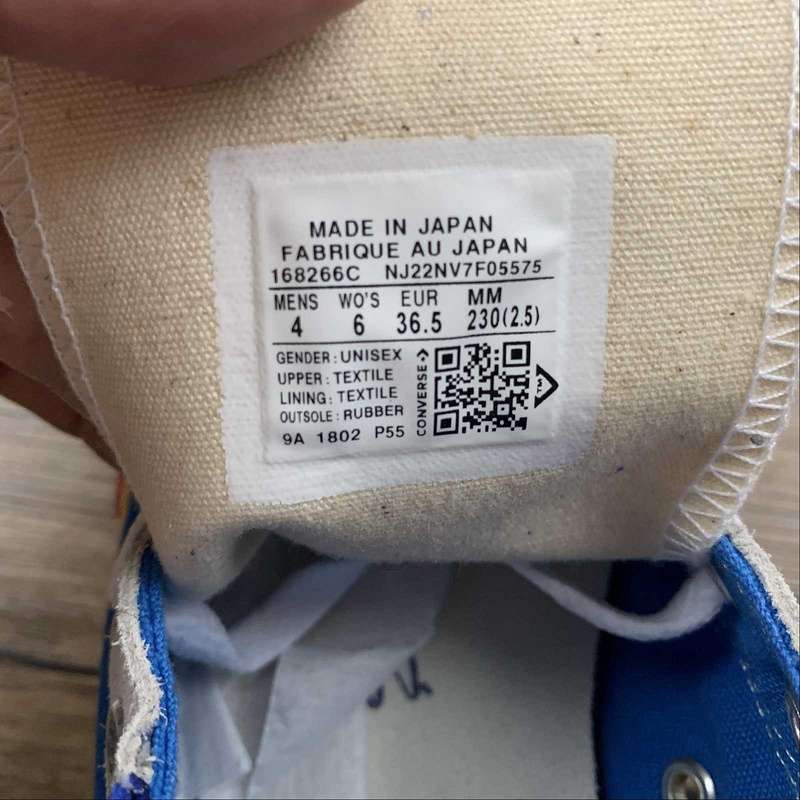 MADE IN JAPAN
FABRIQUE AU JAPAN
168266C NJ22NV7F05575
MENS WO'S EUR MM
4 6 36.5 230(2.5)
GENDER : UNISEX
UPPER : TEXTILE
LINING : TEXTILE
OUTSOLE : RUBBER
9A 1802 P55
CONVERSE
TM